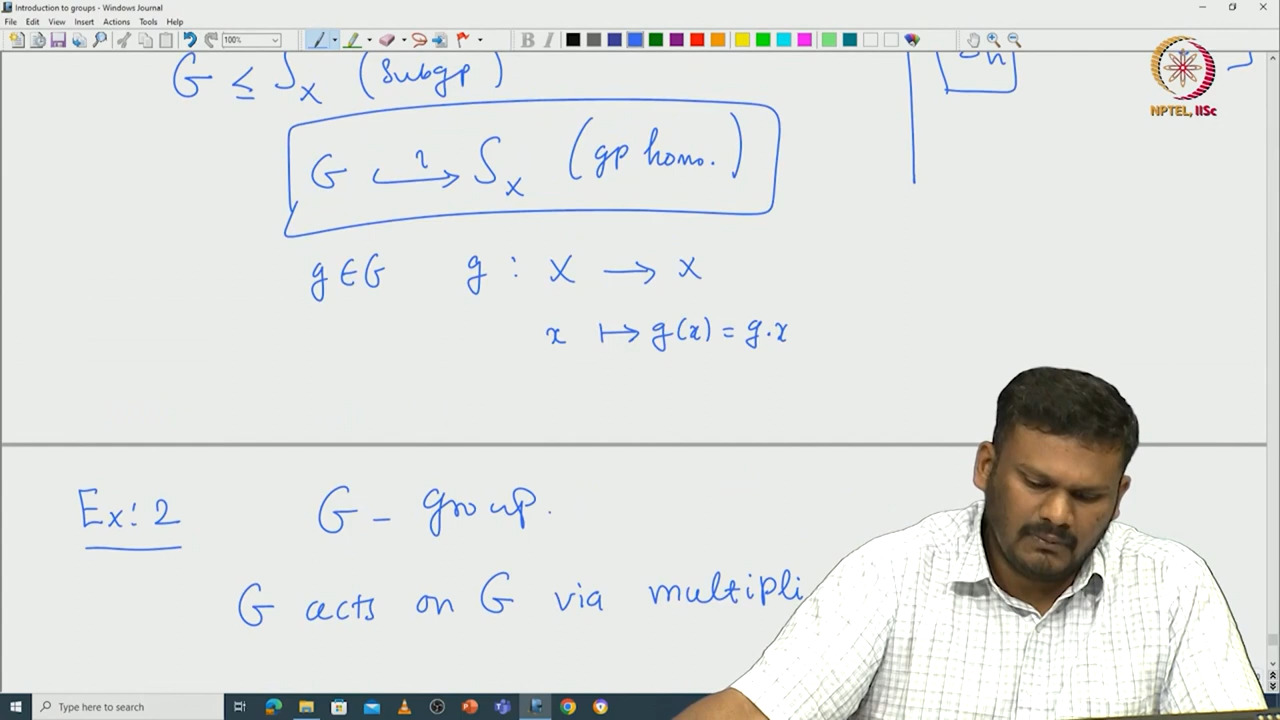 Introduction to groups - Windows Journal
File Edit View Insert Actions Tools Help
100%
B I
G ≤ S_X (subgp)
NPTEL, IISc
G ↪ S_X (gp homo.)
g ∈ G g : X → X
x ↦ g(x) = g·x
Ex: 2 G - group.
G acts on G via multipli
Type here to search